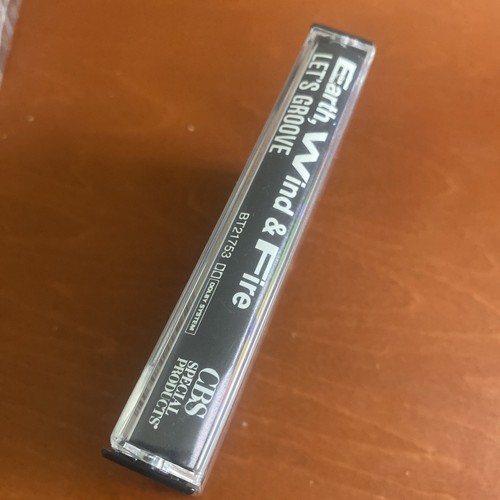 Earth, Wind & Fire
LET'S GROOVE
BT21753
DOLBY SYSTEM
CBS
SPECIAL
PRODUCTS